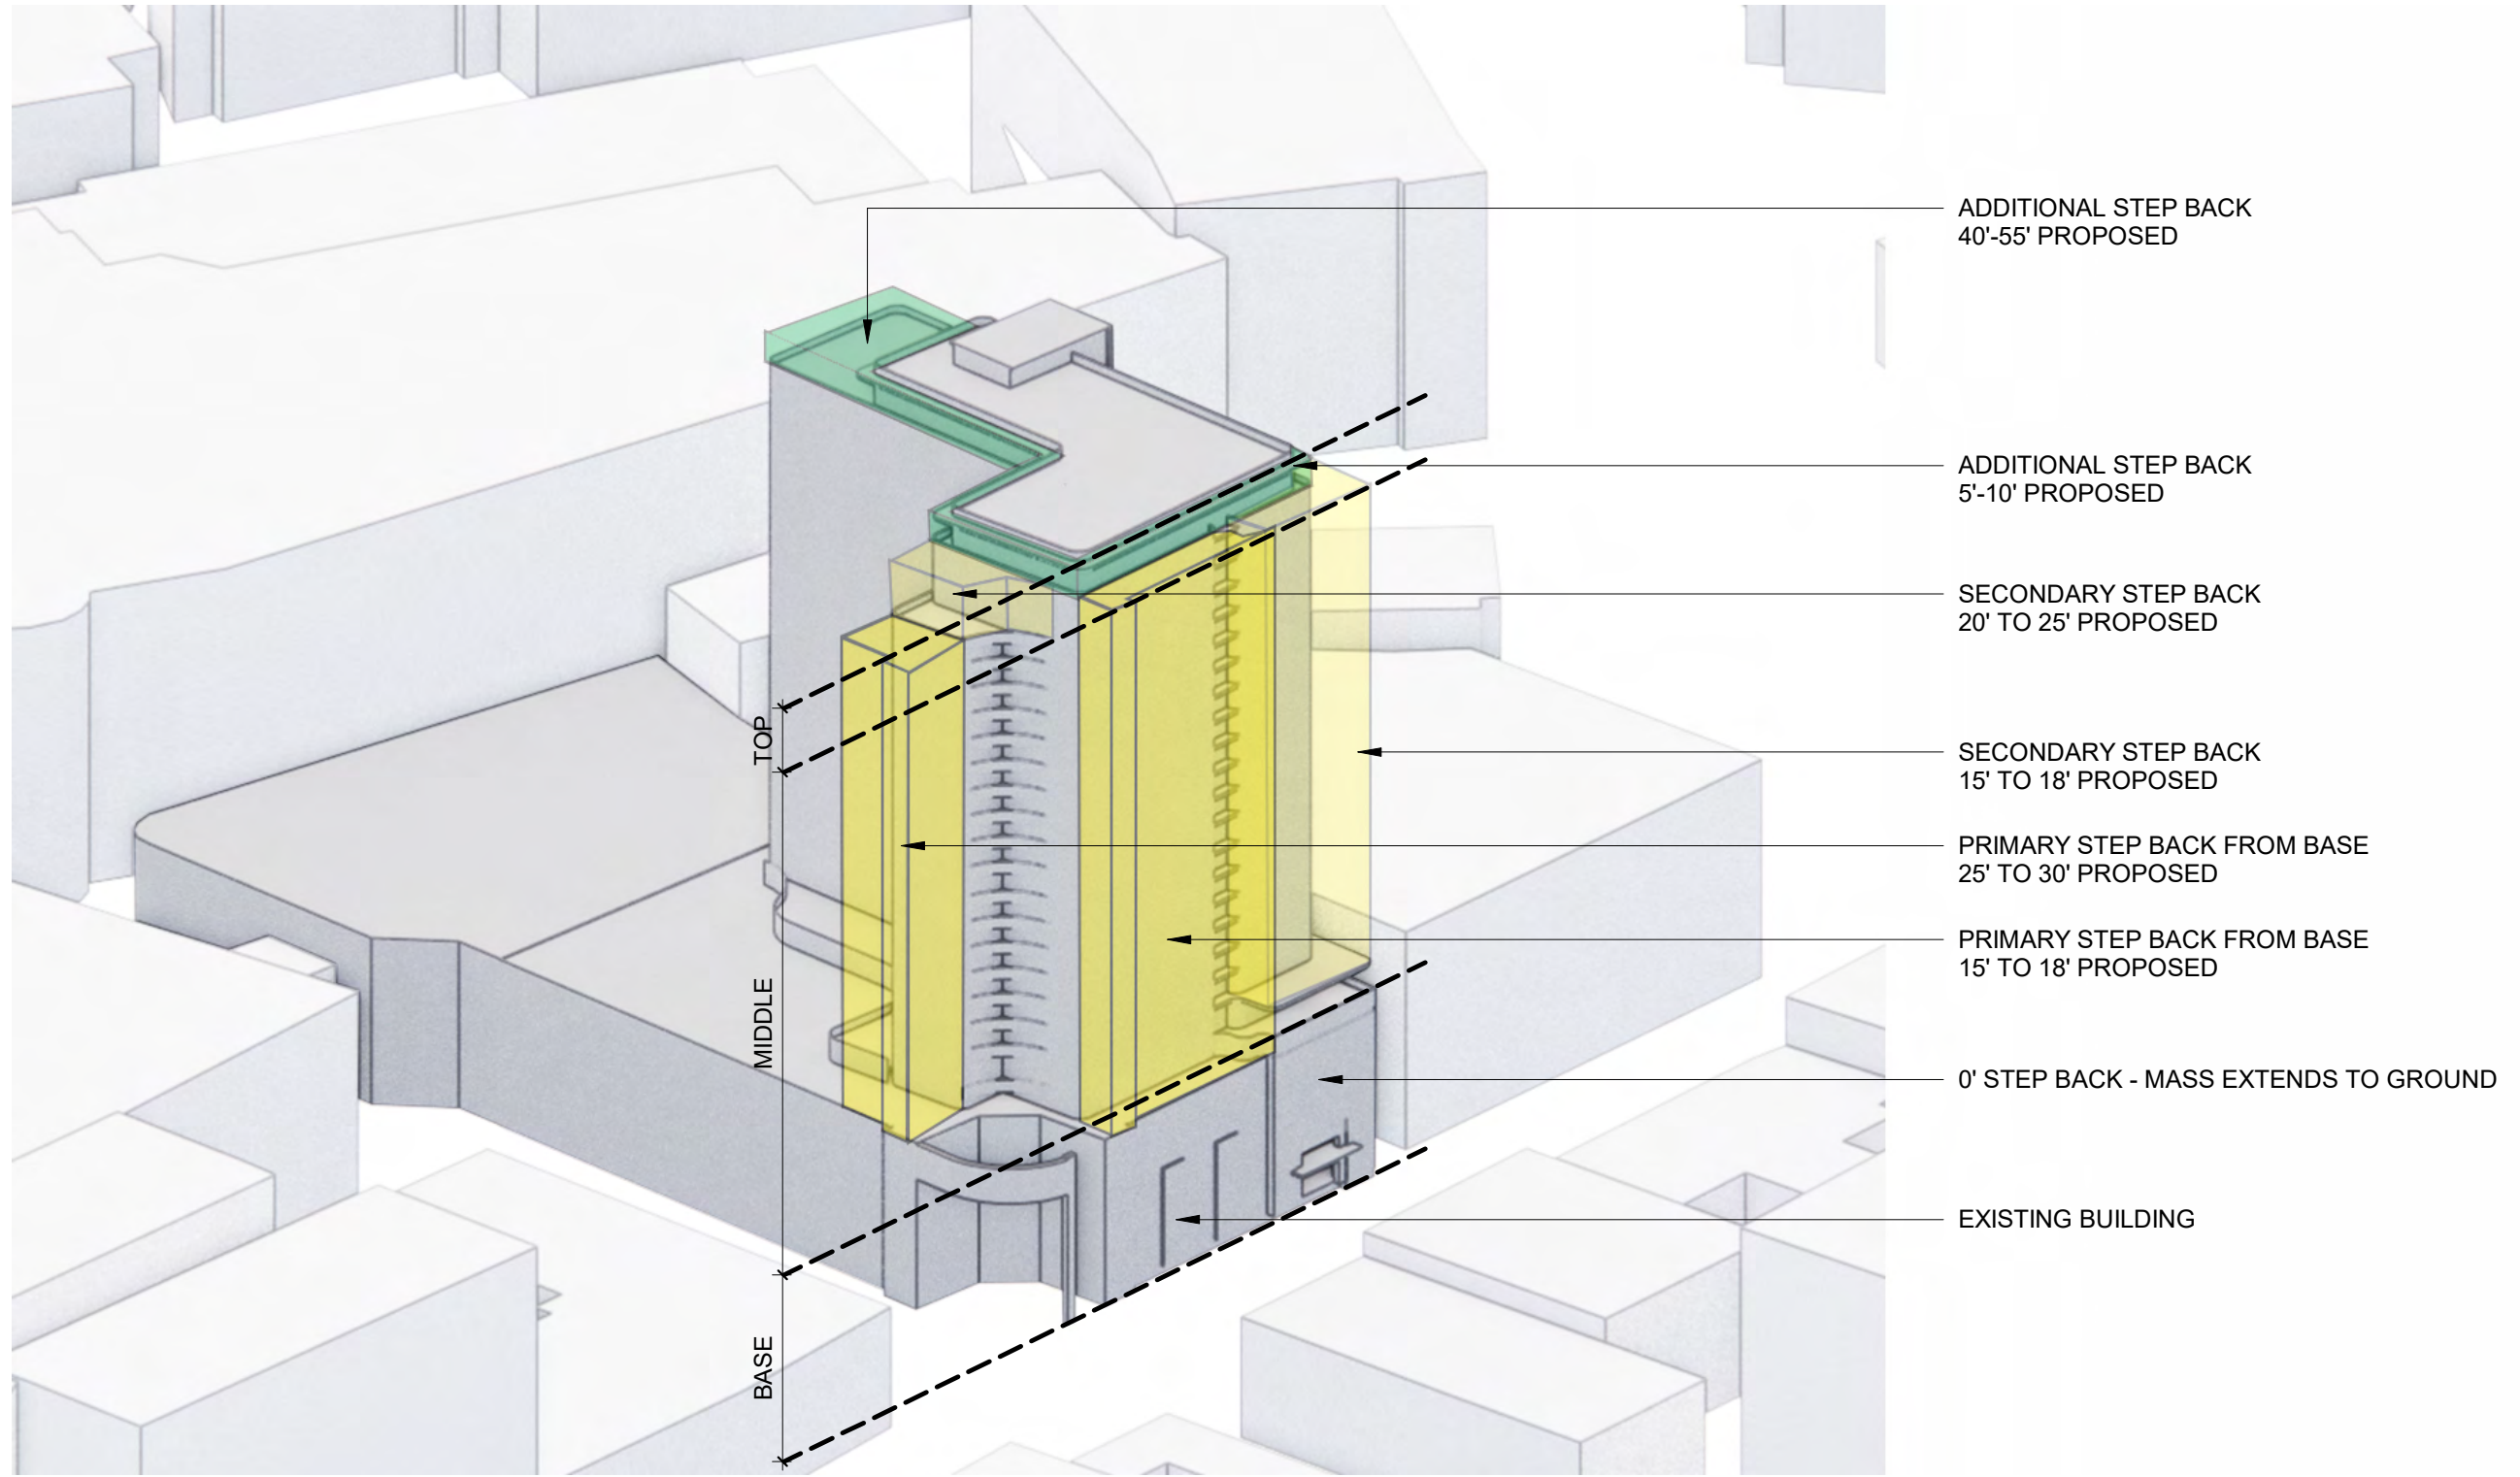 ADDITIONAL STEP BACK
40'-55' PROPOSED
ADDITIONAL STEP BACK
5'-10' PROPOSED
SECONDARY STEP BACK
20' TO 25' PROPOSED
SECONDARY STEP BACK
15' TO 18' PROPOSED
PRIMARY STEP BACK FROM BASE
25' TO 30' PROPOSED
PRIMARY STEP BACK FROM BASE
15' TO 18' PROPOSED
0' STEP BACK - MASS EXTENDS TO GROUND
EXISTING BUILDING
TOP
MIDDLE
BASE